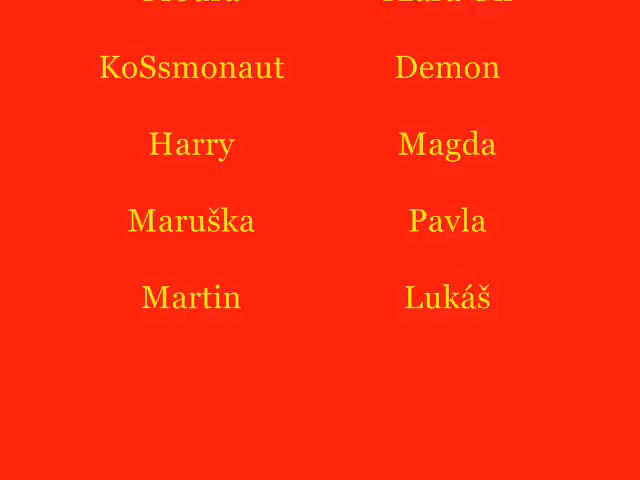 KoSsmonaut Demon
Harry Magda
Maruška Pavla
Martin Lukáš